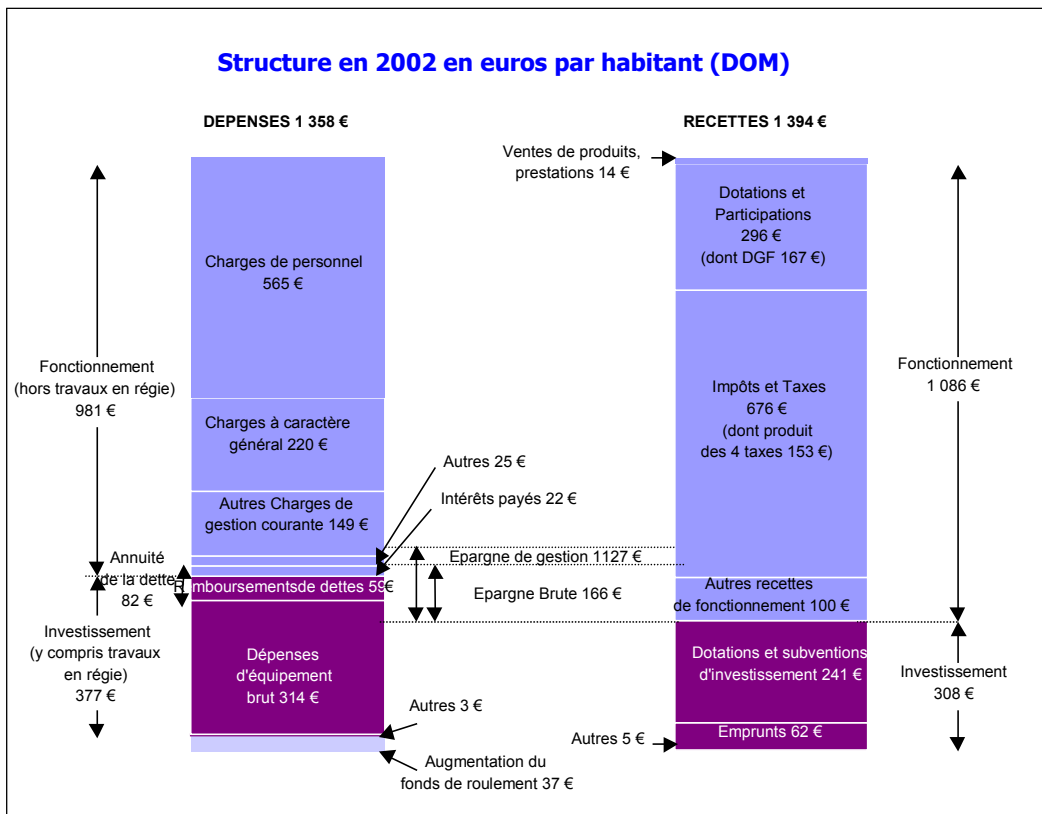 Structure en 2002 en euros par habitant (DOM)
DEPENSES 1 358 €
RECETTES 1 394 €
Fonctionnement
(hors travaux en régie)
981 €
Annuité
de la dette
82 €
Investissement
(y compris travaux
en régie)
377 €
Charges de personnel
565 €
Charges à caractère
général 220 €
Autres Charges de
gestion courante 149 €
Remboursementsde dettes 59€
Dépenses
d'équipement
brut 314 €
Autres 25 €
Intérêts payés 22 €
Epargne de gestion 1127 €
Epargne Brute 166 €
Autres 3 €
Augmentation du
fonds de roulement 37 €
Ventes de produits,
prestations 14 €
Dotations et
Participations
296 €
(dont DGF 167 €)
Impôts et Taxes
676 €
(dont produit
des 4 taxes 153 €)
Autres recettes
de fonctionnement 100 €
Dotations et subventions
d'investissement 241 €
Emprunts 62 €
Autres 5 €
Fonctionnement
1 086 €
Investissement
308 €